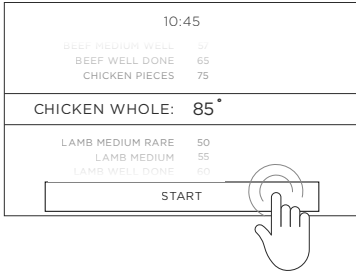 10:45
BEEF MEDIUM WELL 57
BEEF WELL DONE 65
CHICKEN PIECES 75
CHICKEN WHOLE: 85°
LAMB MEDIUM RARE 50
LAMB MEDIUM 55
LAMB WELL DONE 60
START